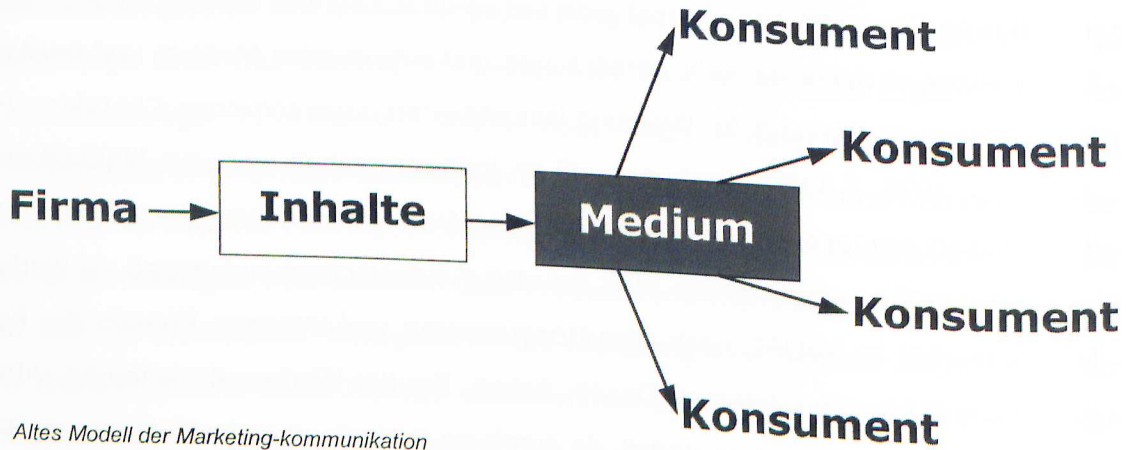 Konsument
Konsument
Firma
Inhalte
Medium
Konsument
Konsument
Altes Modell der Marketing-kommunikation